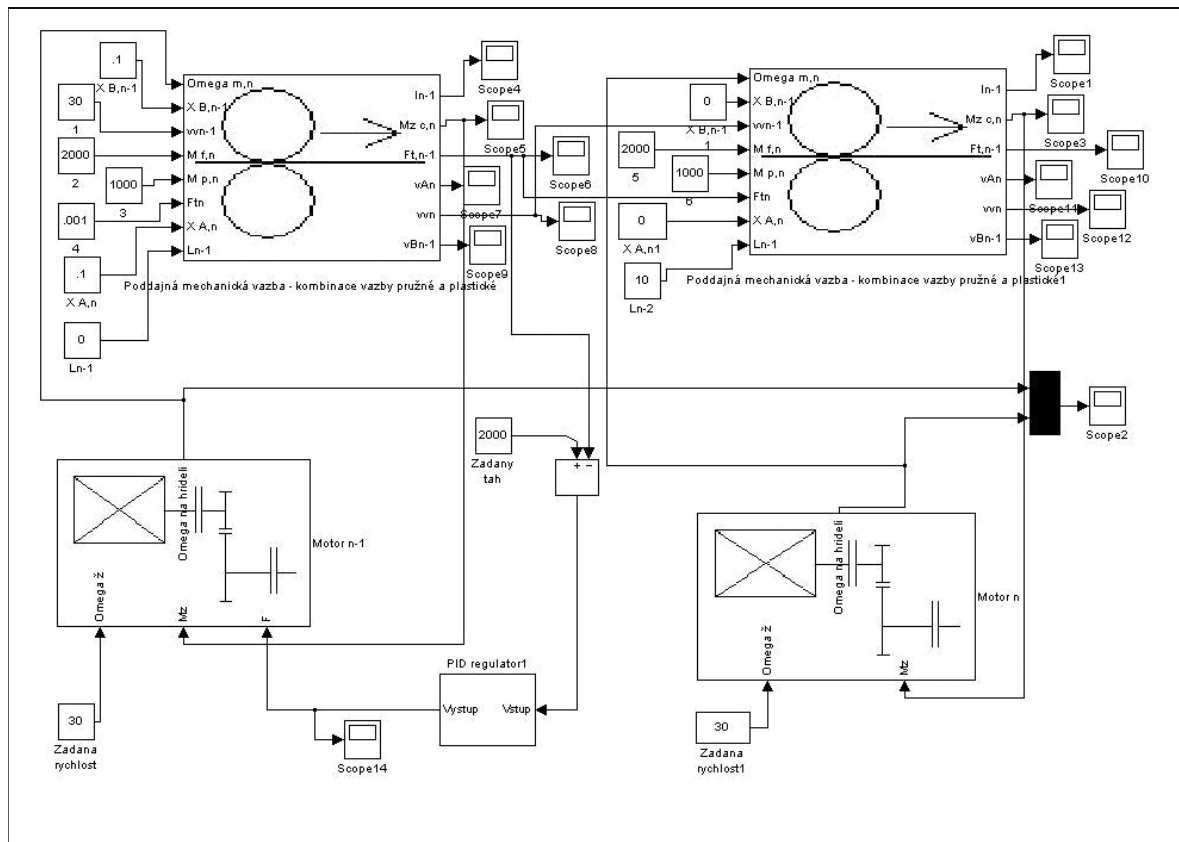 .1
X B,n-1
30
1
2000
2
1000
3
.001
4
.1
X A,n
0
Ln-1
Omega m,n
X B,n-1
vvn-1
M f,n
M p,n
Ftn
X A,n
Ln-1
In-1
Mz c,n
Ft,n-1
vAn
vvn
vBn-1
Scope4
Scope5
Scope6
Scope7
Scope8
Scope9
Poddajná mechanická vazba - kombinace vazby pružné a plastické
0
X B,n-1
1
2000
5
1000
6
0
X A,n1
10
Ln-2
Omega m,n
X B,n-1
vvn-1
M f,n
M p,n
Ftn
X A,n
Ln-1
In-1
Mz c,n
Ft,n-1
vAn
vvn
vBn-1
Scope1
Scope3
Scope10
Scope11
Scope12
Scope13
Poddajná mechanická vazba - kombinace vazby pružné a plastické1
Scope2
2000
Zadany
tah
+ −
Omega na hrideli
Motor n-1
Omega ž
Mz
F
30
Zadana
rychlost
Scope14
PID regulator1
Vystup
Vstup
Omega na hrideli
Motor n
Omega ž
Mz
30
Zadana
rychlost1